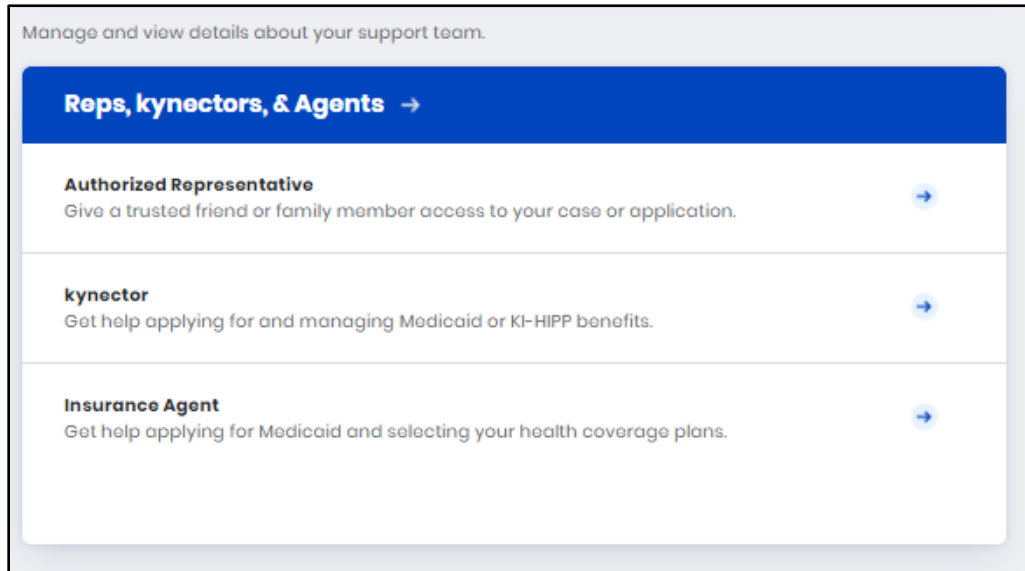 Manage and view details about your support team.
Reps, kynectors, & Agents →
Authorized Representative
Give a trusted friend or family member access to your case or application.
kynector
Get help applying for and managing Medicaid or KI-HIPP benefits.
Insurance Agent
Get help applying for Medicaid and selecting your health coverage plans.